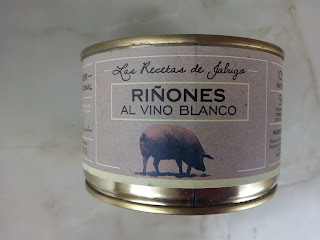 Las Recetas de Jabugo
RIÑONES
AL VINO BLANCO